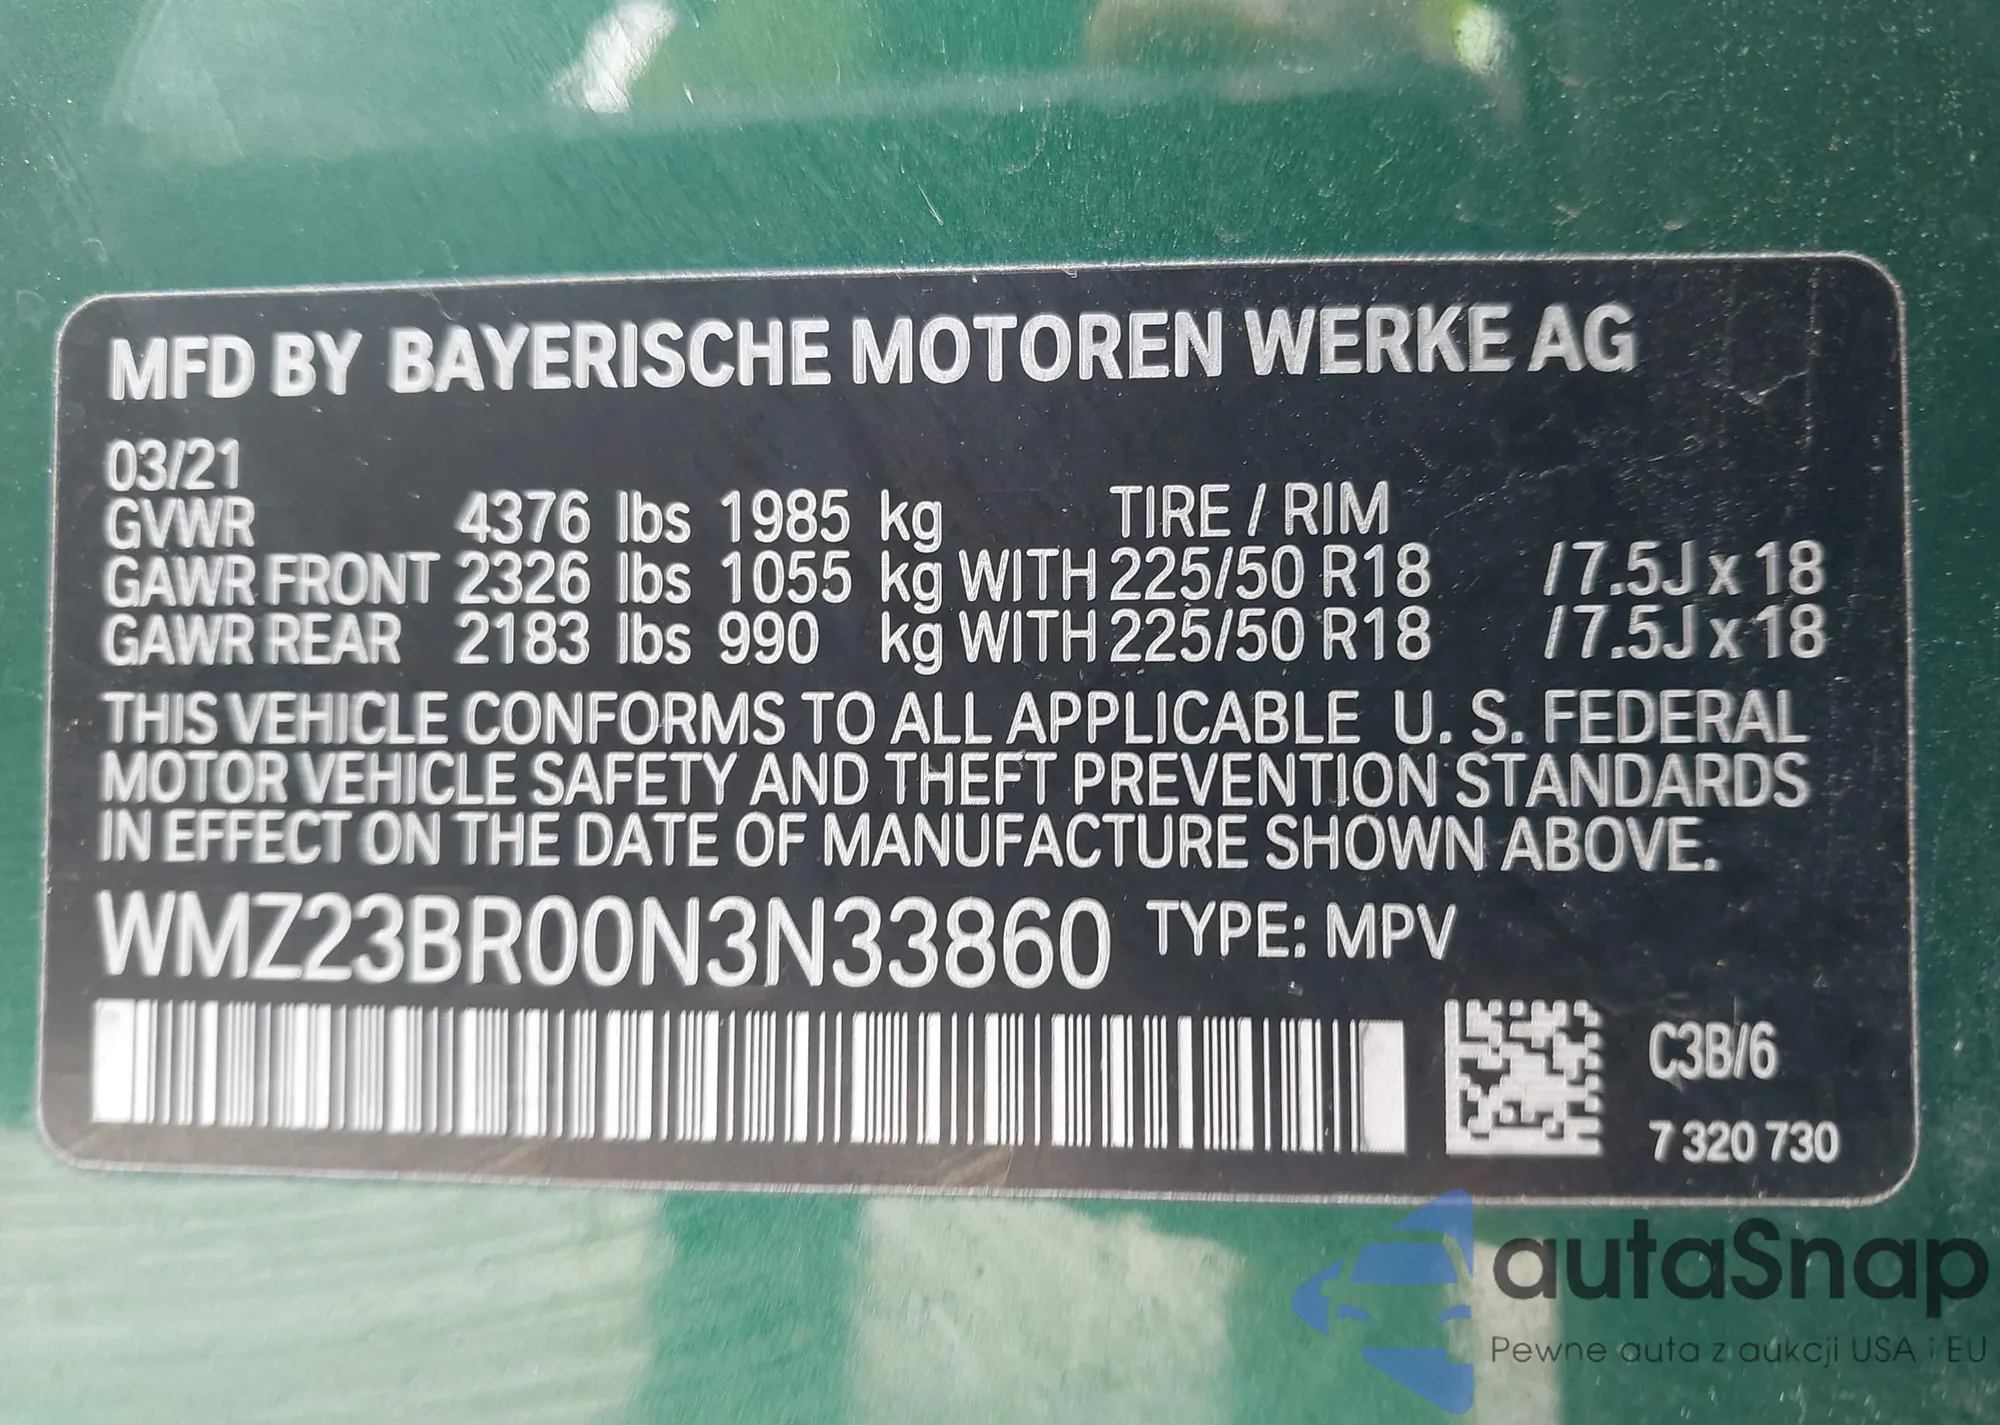 MFD BY BAYERISCHE MOTOREN WERKE AG
03/21
GVWR 4376 lbs 1985 kg TIRE / RIM
GAWR FRONT 2326 lbs 1055 kg WITH 225/50 R18 / 7.5J x 18
GAWR REAR 2183 lbs 990 kg WITH 225/50 R18 / 7.5J x 18
THIS VEHICLE CONFORMS TO ALL APPLICABLE U. S. FEDERAL
MOTOR VEHICLE SAFETY AND THEFT PREVENTION STANDARDS
IN EFFECT ON THE DATE OF MANUFACTURE SHOWN ABOVE.
WMZ23BR00N3N33860 TYPE: MPV
C3B/6
7 320 730
autaSnap
Pewne auta z aukcji USA i EU